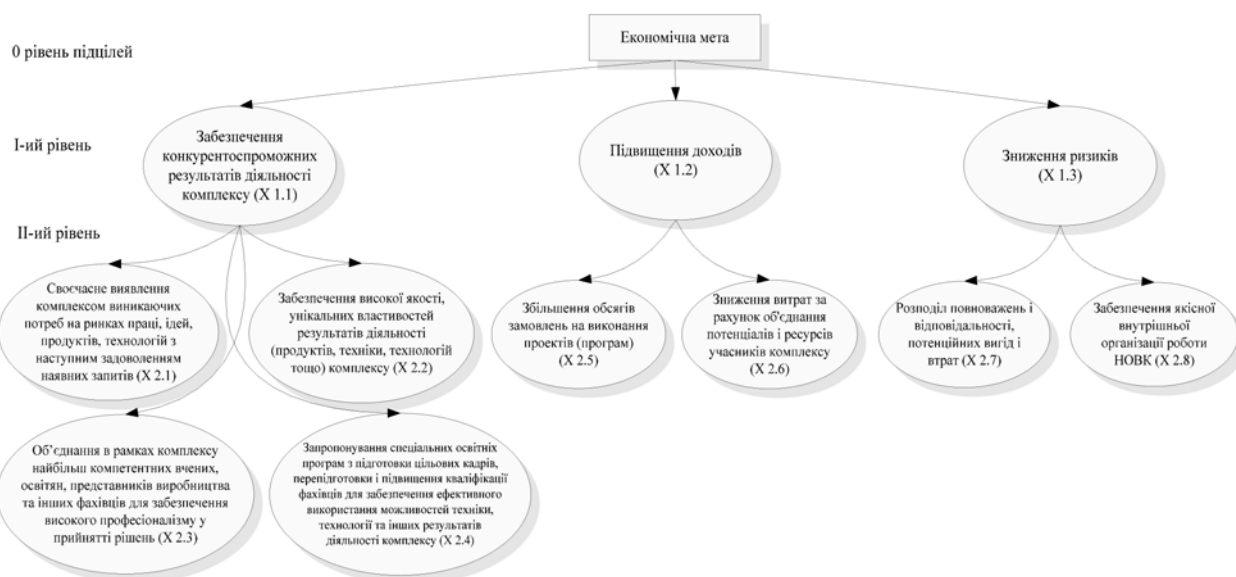 Економічна мета
0 рівень підцілей
І-ий рівень
Забезпечення
конкурентоспроможних
результатів діяльності
комплексу (Х 1.1)
Підвищення доходів
(Х 1.2)
Зниження ризиків
(Х 1.3)
ІІ-ий рівень
Своєчасне виявлення
комплексом виникаючих
потреб на ринках праці, ідей,
продуктів, технологій з
наступним задоволенням
наявних запитів (Х 2.1)
Забезпечення високої якості,
унікальних властивостей
результатів діяльності
(продуктів, техніки, технологій
тощо) комплексу (Х 2.2)
Збільшення обсягів
замовлень на виконання
проектів (програм)
(Х 2.5)
Зниження витрат за
рахунок об'єднання
потенціалів і ресурсів
учасників комплексу
(Х 2.6)
Розподіл повноважень і
відповідальності,
потенційних вигід і
втрат (Х 2.7)
Забезпечення якісної
внутрішньої
організації роботи
НОВК (Х 2.8)
Об’єднання в рамках комплексу
найбільш компетентних вчених,
освітян, представників виробництва
та інших фахівців для забезпечення
високого професіоналізму у
прийнятті рішень (Х 2.3)
Запропонування спеціальних освітніх
програм з підготовки цільових кадрів,
перепідготовки і підвищення кваліфікації
фахівців для забезпечення ефективного
використання можливостей техніки,
технології та інших результатів
діяльності комплексу (Х 2.4)